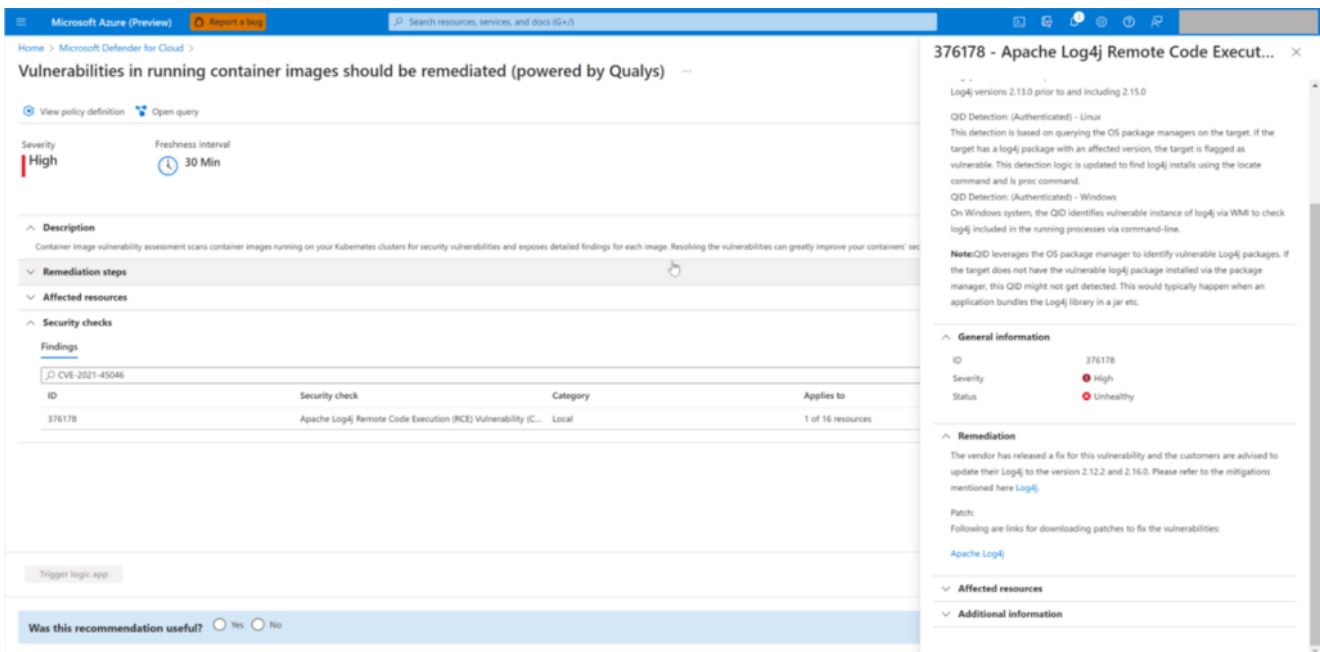 Microsoft Azure (Preview)
Report a bug
Search resources, services, and docs (G+/)
2
Home > Microsoft Defender for Cloud >
Vulnerabilities in running container images should be remediated (powered by Qualys) ...
View policy definition
Open query
Severity
High
Freshness interval
30 Min
Description
Container image vulnerability assessment scans container images running on your Kubernetes clusters for security vulnerabilities and exposes detailed findings for each image. Resolving the vulnerabilities can greatly improve your containers' sec
Remediation steps
Affected resources
Security checks
Findings
CVE-2021-45046
ID Security check Category Applies to
376178 Apache Log4j Remote Code Execution (RCE) Vulnerability (C... Local 1 of 16 resources
Trigger logic app
Was this recommendation useful? Yes No
376178 - Apache Log4j Remote Code Execut...
Log4j versions 2.13.0 prior to and including 2.15.0
QID Detection: (Authenticated) - Linux
This detection is based on querying the OS package managers on the target. If the
target has a log4j package with an affected version, the target is flagged as
vulnerable. This detection logic is updated to find log4j installs using the locate
command and ls proc command.
QID Detection: (Authenticated) - Windows
On Windows system, the QID identifies vulnerable instance of log4j via WMI to check
log4j included in the running processes via command-line.
Note:QID leverages the OS package manager to identify vulnerable Log4j packages. If
the target does not have the vulnerable log4j package installed via the package
manager, this QID might not get detected. This would typically happen when an
application bundles the Log4j library in a jar etc.
General information
ID 376178
Severity High
Status Unhealthy
Remediation
The vendor has released a fix for this vulnerability and the customers are advised to
update their Log4j to the version 2.12.2 and 2.16.0. Please refer to the mitigations
mentioned here Log4j.
Patch:
Following are links for downloading patches to fix the vulnerabilities:
Apache Log4j
Affected resources
Additional information